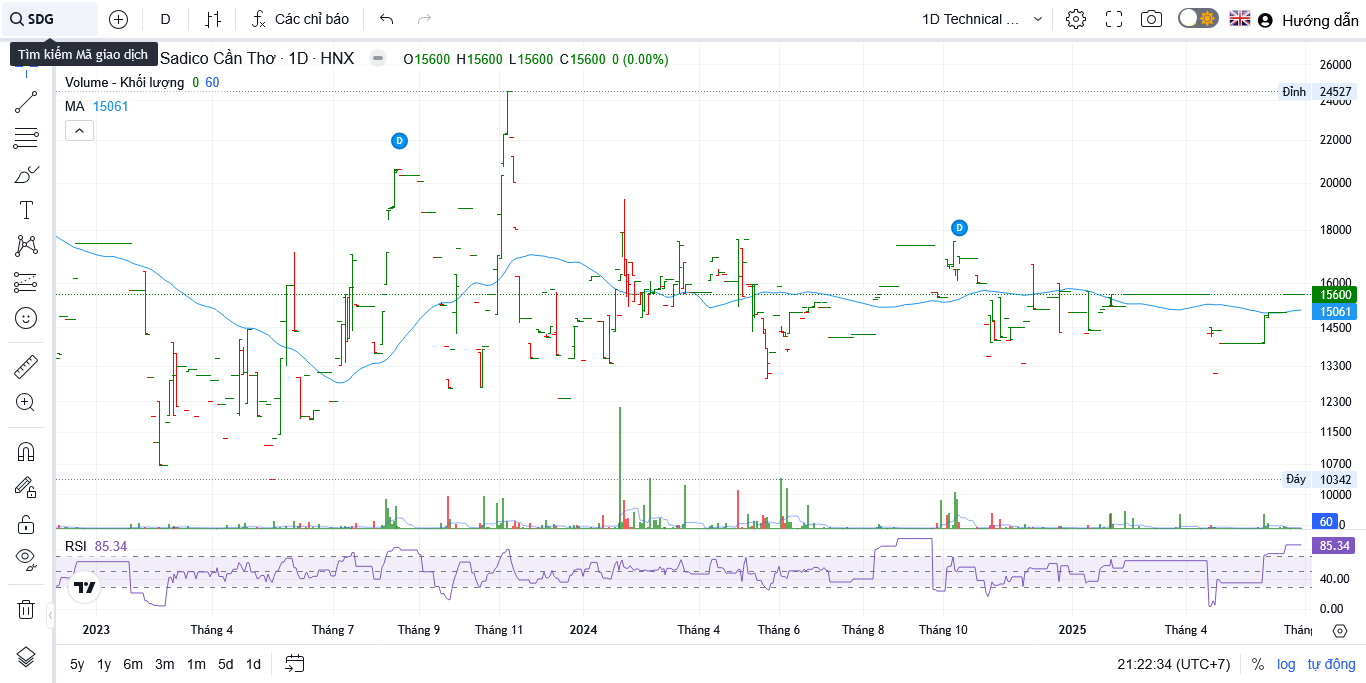 SDG
D
Các chỉ báo
1D Technical ...
Hướng dẫn
Tìm kiếm Mã giao dịch
Sadico Cần Thơ · 1D · HNX
O15600 H15600 L15600 C15600 0 (0.00%)
Volume - Khối lượng 0 60
MA 15061
D
D
26000
Đỉnh 24527
24000
22000
20000
18000
16000
15600
15061
14500
13300
12300
11500
10700
Đáy 10342
10000
60
0
RSI 85.34
85.34
40.00
0.00
2023
Tháng 4
Tháng 7
Tháng 9
Tháng 11
2024
Tháng 4
Tháng 6
Tháng 8
Tháng 10
2025
Tháng 4
Thán
5y 1y 6m 3m 1m 5d 1d
21:22:34 (UTC+7)
% log tự động